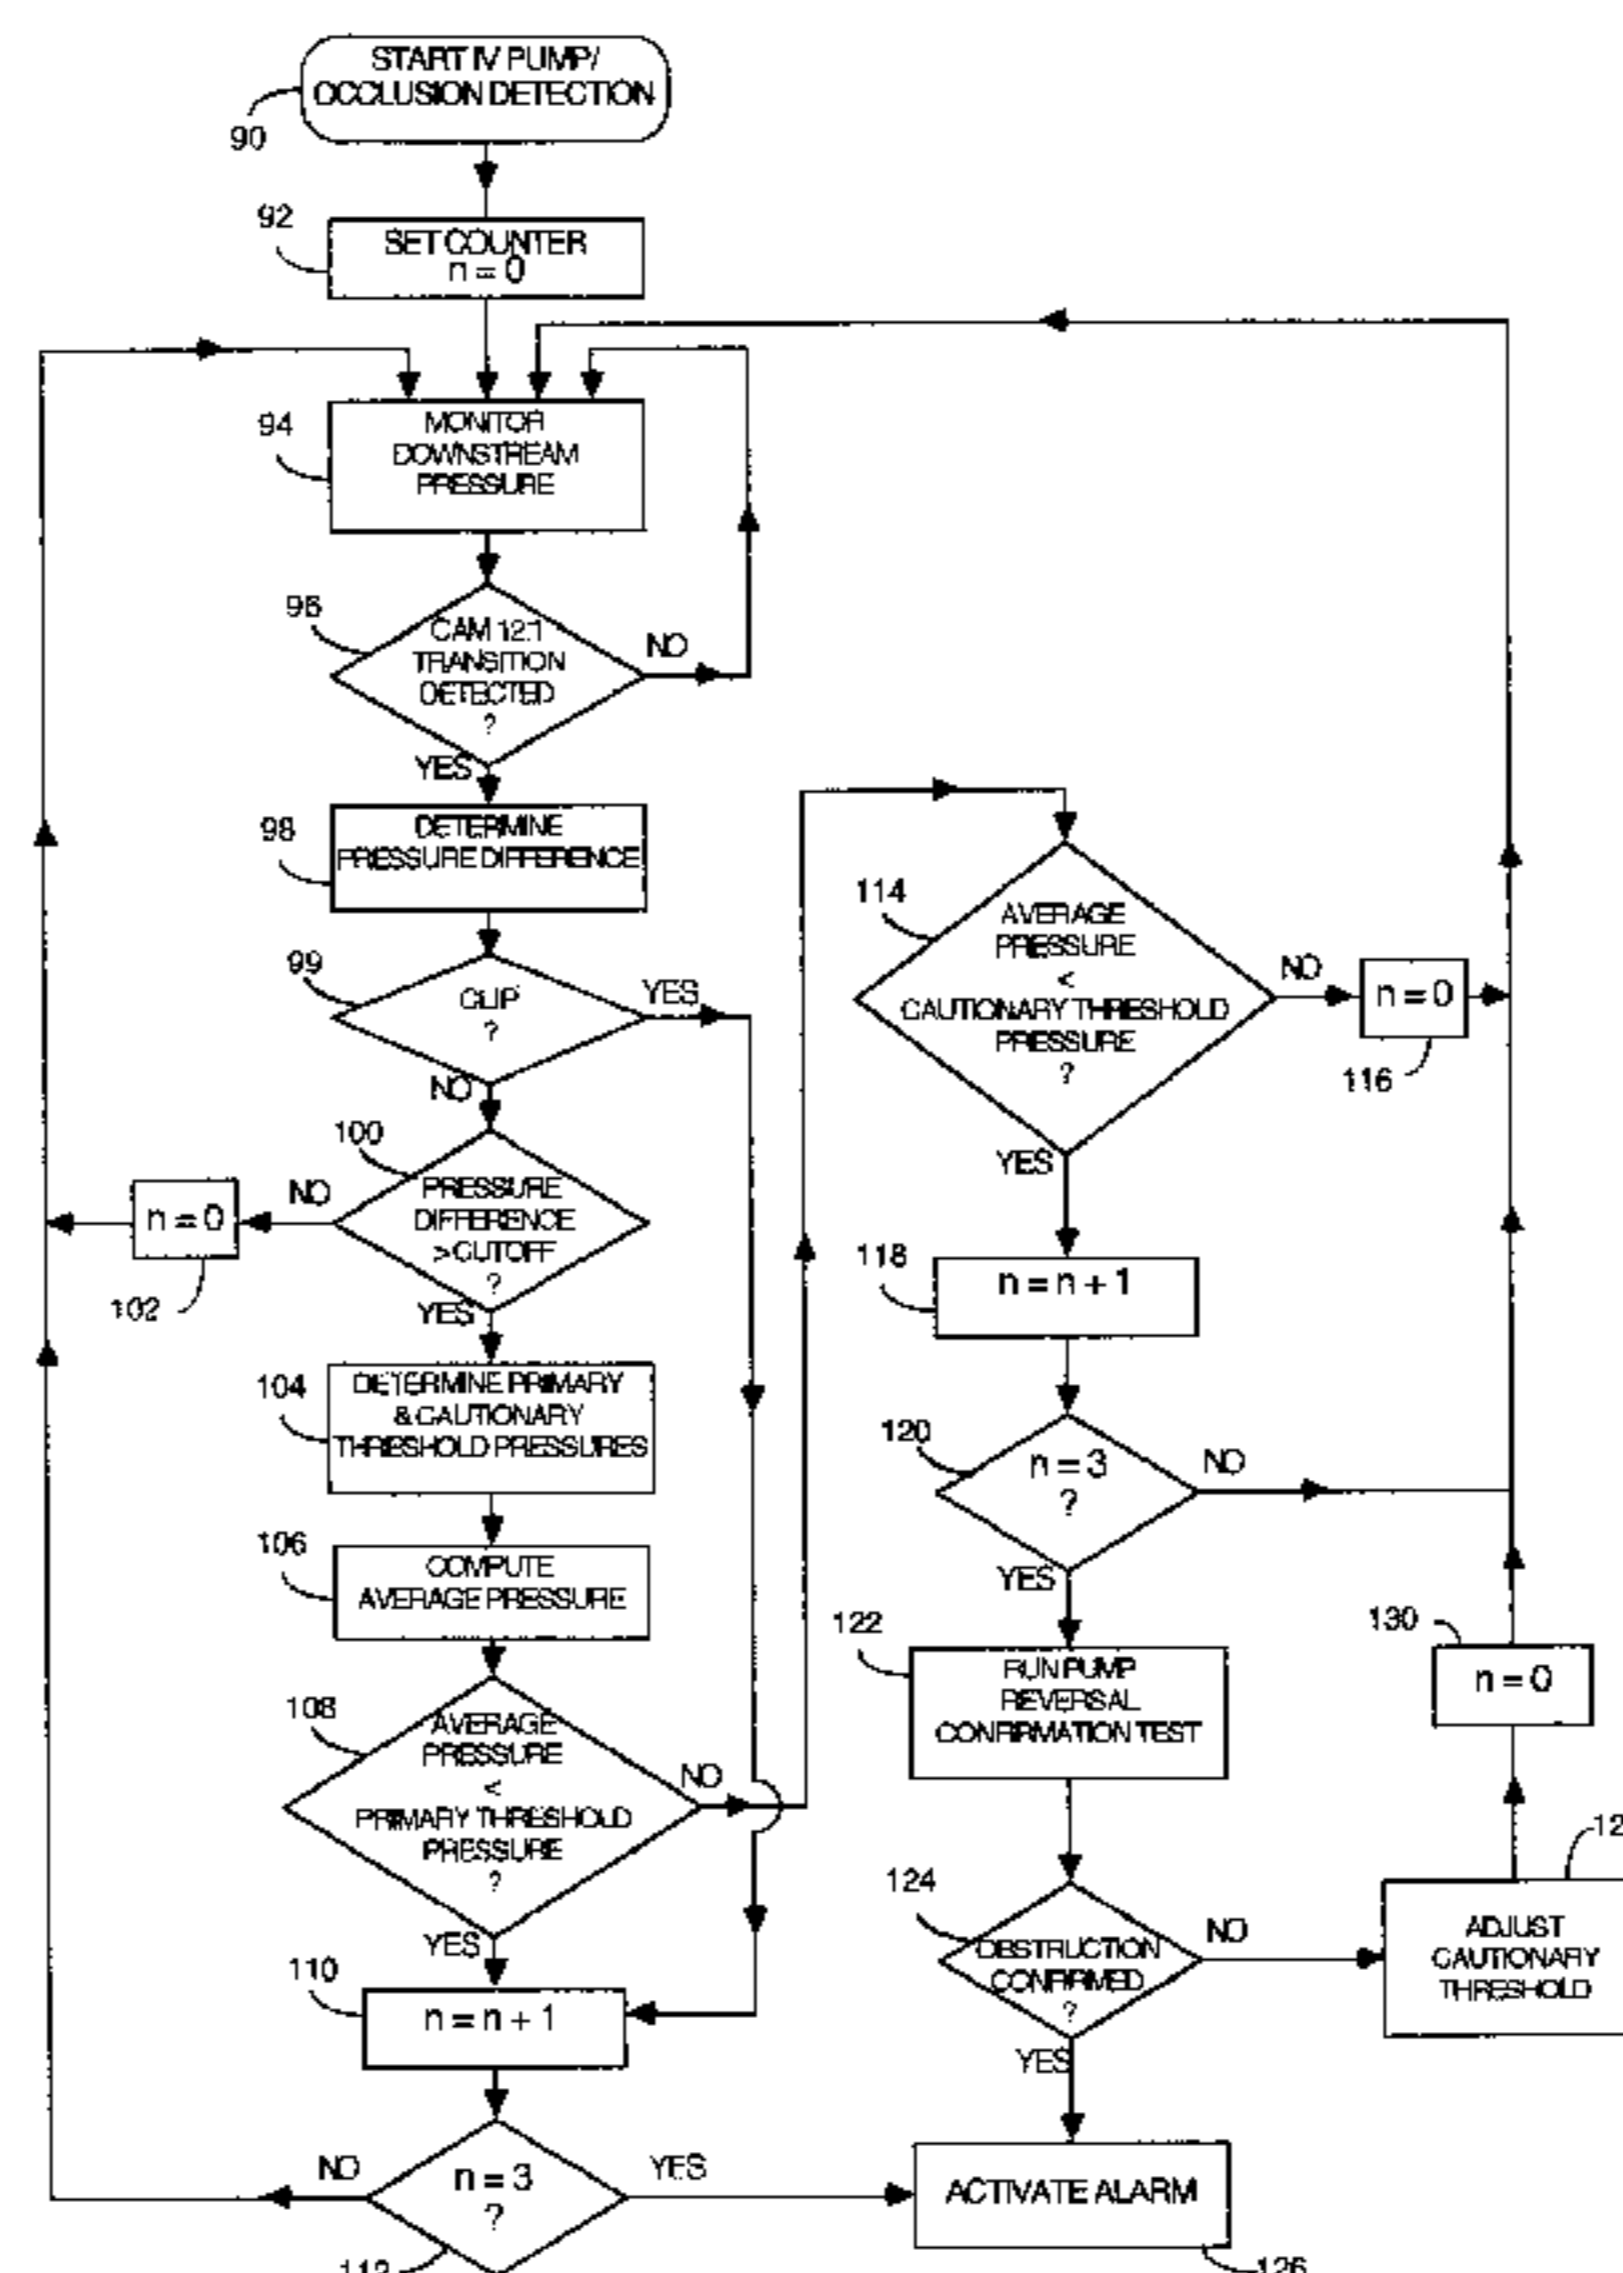 START IV PUMP/
OCCLUSION DETECTION
90
92
SET COUNTER
n = 0
94
MONITOR
DOWNSTREAM
PRESSURE
96
CAM 12:1
TRANSITION
DETECTED
?
NO
YES
98
DETERMINE
PRESSURE DIFFERENCE
99
CLIP
?
YES
NO
100
PRESSURE
DIFFERENCE
> CUTOFF
?
NO
n = 0
102
YES
104
DETERMINE PRIMARY
& CAUTIONARY
THRESHOLD PRESSURES
106
COMPUTE
AVERAGE PRESSURE
108
AVERAGE
PRESSURE
<
PRIMARY THRESHOLD
PRESSURE
?
NO
YES
110
n = n + 1
n = 3
?
NO
YES
112
114
AVERAGE
PRESSURE
<
CAUTIONARY THRESHOLD
PRESSURE
?
NO
n = 0
116
YES
118
n = n + 1
120
n = 3
?
NO
YES
122
RUN PUMP
REVERSAL
CONFIRMATION TEST
124
OBSTRUCTION
CONFIRMED
?
NO
YES
130
n = 0
ADJUST
CAUTIONARY
THRESHOLD
ACTIVATE ALARM
126